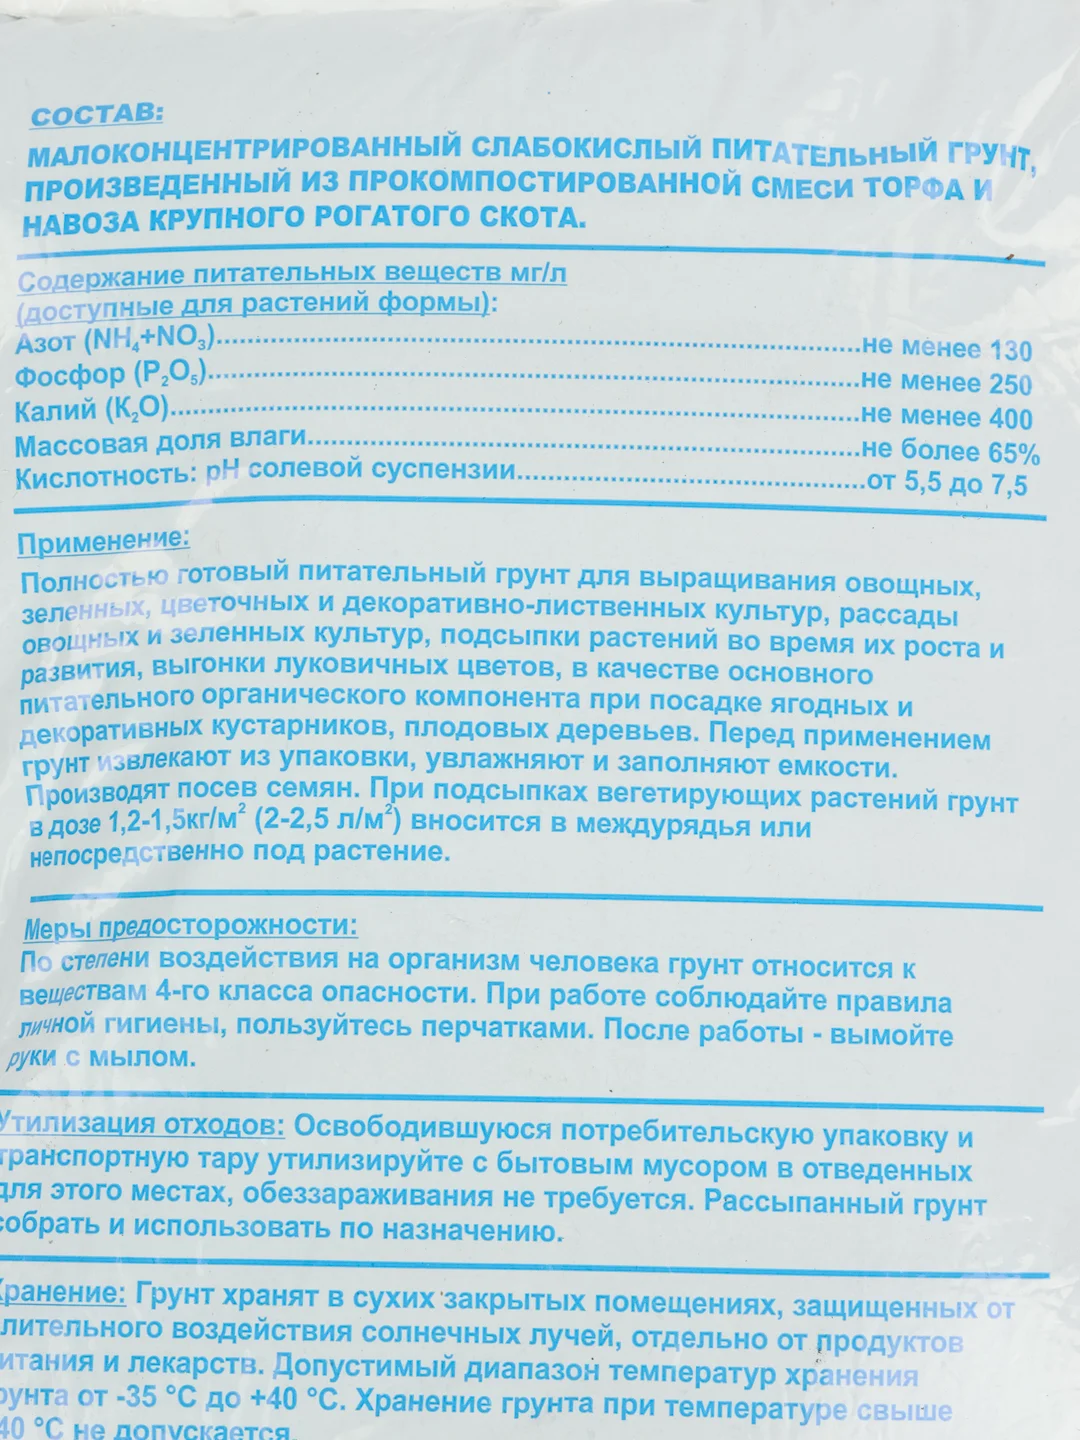 СОСТАВ:
МАЛОКОНЦЕНТРИРОВАННЫЙ СЛАБОКИСЛЫЙ ПИТАТЕЛЬНЫЙ ГРУНТ,
ПРОИЗВЕДЕННЫЙ ИЗ ПРОКОМПОСТИРОВАННОЙ СМЕСИ ТОРФА И
НАВОЗА КРУПНОГО РОГАТОГО СКОТА.
Содержание питательных веществ мг/л
(доступные для растений формы):
Азот (NH₄+NO₃)..........................................................не менее 130
Фосфор (P₂O₅)..........................................................не менее 250
Калий (K₂O)..........................................................не менее 400
Массовая доля влаги..........................................................не более 65%
Кислотность: pH солевой суспензии..........................................от 5,5 до 7,5
Применение:
Полностью готовый питательный грунт для выращивания овощных,
зеленных, цветочных и декоративно-лиственных культур, рассады
овощных и зеленных культур, подсыпки растений во время их роста и
развития, выгонки луковичных цветов, в качестве основного
питательного органического компонента при посадке ягодных и
декоративных кустарников, плодовых деревьев. Перед применением
грунт извлекают из упаковки, увлажняют и заполняют емкости.
Производят посев семян. При подсыпках вегетирующих растений грунт
в дозе 1,2-1,5кг/м² (2-2,5 л/м²) вносится в междурядья или
непосредственно под растение.
Меры предосторожности:
По степени воздействия на организм человека грунт относится к
веществам 4-го класса опасности. При работе соблюдайте правила
личной гигиены, пользуйтесь перчатками. После работы - вымойте
руки с мылом.
Утилизация отходов: Освободившуюся потребительскую упаковку и
транспортную тару утилизируйте с бытовым мусором в отведенных
для этого местах, обеззараживания не требуется. Рассыпанный грунт
собрать и использовать по назначению.
Хранение: Грунт хранят в сухих закрытых помещениях, защищенных от
лительного воздействия солнечных лучей, отдельно от продуктов
итания и лекарств. Допустимый диапазон температур хранения
рунта от -35 °С до +40 °С. Хранение грунта при температуре свыше
40 °С не допускается.